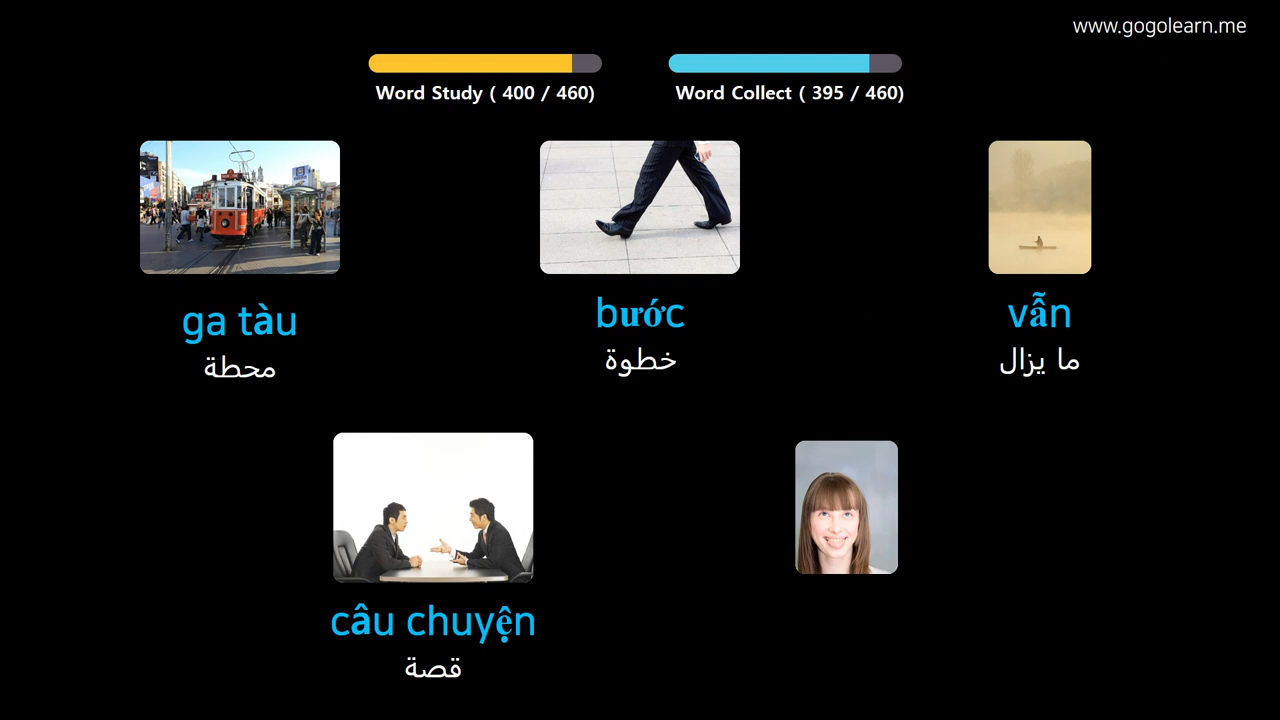 www.gogolearn.me
Word Study ( 400 / 460)
Word Collect ( 395 / 460)
ga tàu
محطة
bước
خطوة
vẫn
ما يزال
câu chuyện
قصة